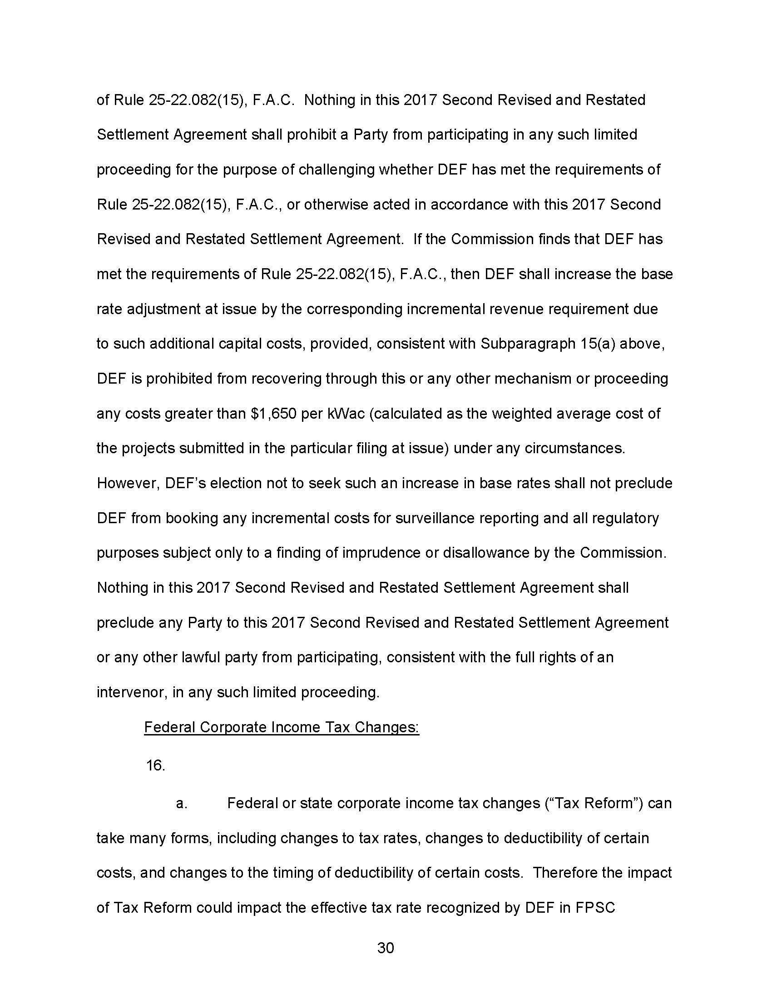 of Rule 25-22.082(15), F.A.C.  Nothing in this 2017 Second Revised and Restated
Settlement Agreement shall prohibit a Party from participating in any such limited
proceeding for the purpose of challenging whether DEF has met the requirements of
Rule 25-22.082(15), F.A.C., or otherwise acted in accordance with this 2017 Second
Revised and Restated Settlement Agreement.  If the Commission finds that DEF has
met the requirements of Rule 25-22.082(15), F.A.C., then DEF shall increase the base
rate adjustment at issue by the corresponding incremental revenue requirement due
to such additional capital costs, provided, consistent with Subparagraph 15(a) above,
DEF is prohibited from recovering through this or any other mechanism or proceeding
any costs greater than $1,650 per kWac (calculated as the weighted average cost of
the projects submitted in the particular filing at issue) under any circumstances.
However, DEF’s election not to seek such an increase in base rates shall not preclude
DEF from booking any incremental costs for surveillance reporting and all regulatory
purposes subject only to a finding of imprudence or disallowance by the Commission.
Nothing in this 2017 Second Revised and Restated Settlement Agreement shall
preclude any Party to this 2017 Second Revised and Restated Settlement Agreement
or any other lawful party from participating, consistent with the full rights of an
intervenor, in any such limited proceeding.
Federal Corporate Income Tax Changes:
16.
a. Federal or state corporate income tax changes (“Tax Reform”) can
take many forms, including changes to tax rates, changes to deductibility of certain
costs, and changes to the timing of deductibility of certain costs.  Therefore the impact
of Tax Reform could impact the effective tax rate recognized by DEF in FPSC
30